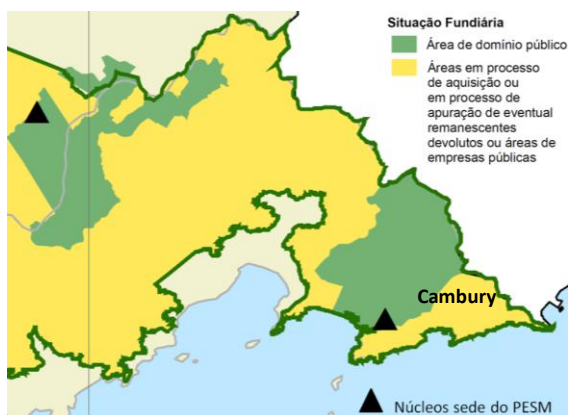 Situação Fundiária
Área de domínio público
Áreas em processo
de aquisição ou
em processo de
apuração de eventual
remanescentes
devolutos ou áreas de
empresas públicas
Cambury
Núcleos sede do PESM